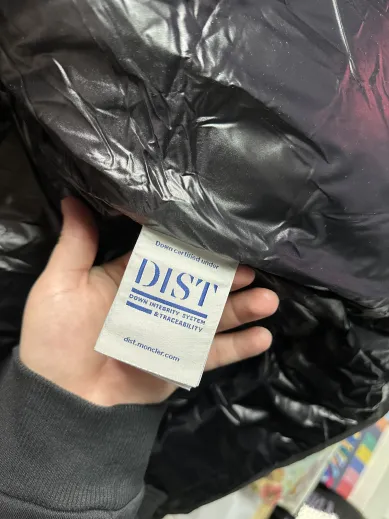 Down certified under
DIST
DOWN INTEGRITY SYSTEM
& TRACEABILITY
dist.moncler.com